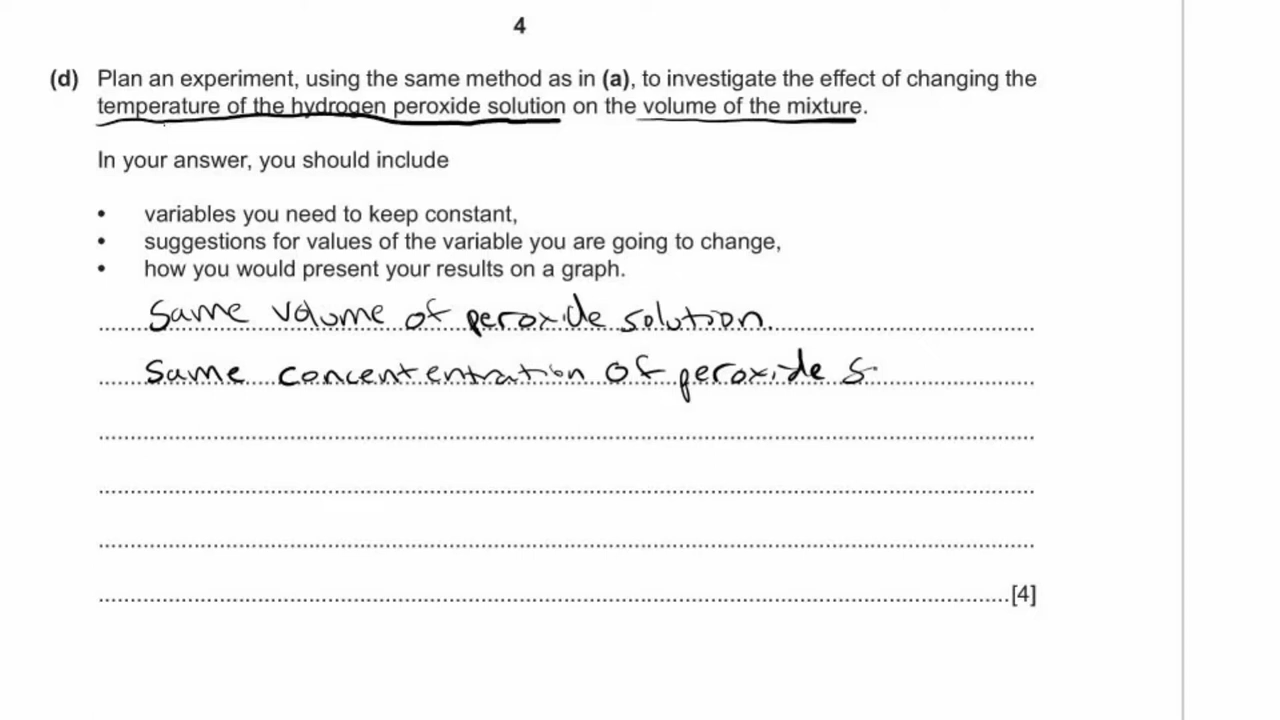 4
(d) Plan an experiment, using the same method as in (a), to investigate the effect of changing the
temperature of the hydrogen peroxide solution on the volume of the mixture.
In your answer, you should include
• variables you need to keep constant,
• suggestions for values of the variable you are going to change,
• how you would present your results on a graph.
Same volume of peroxide solution.
Same concententration of peroxide s
[4]